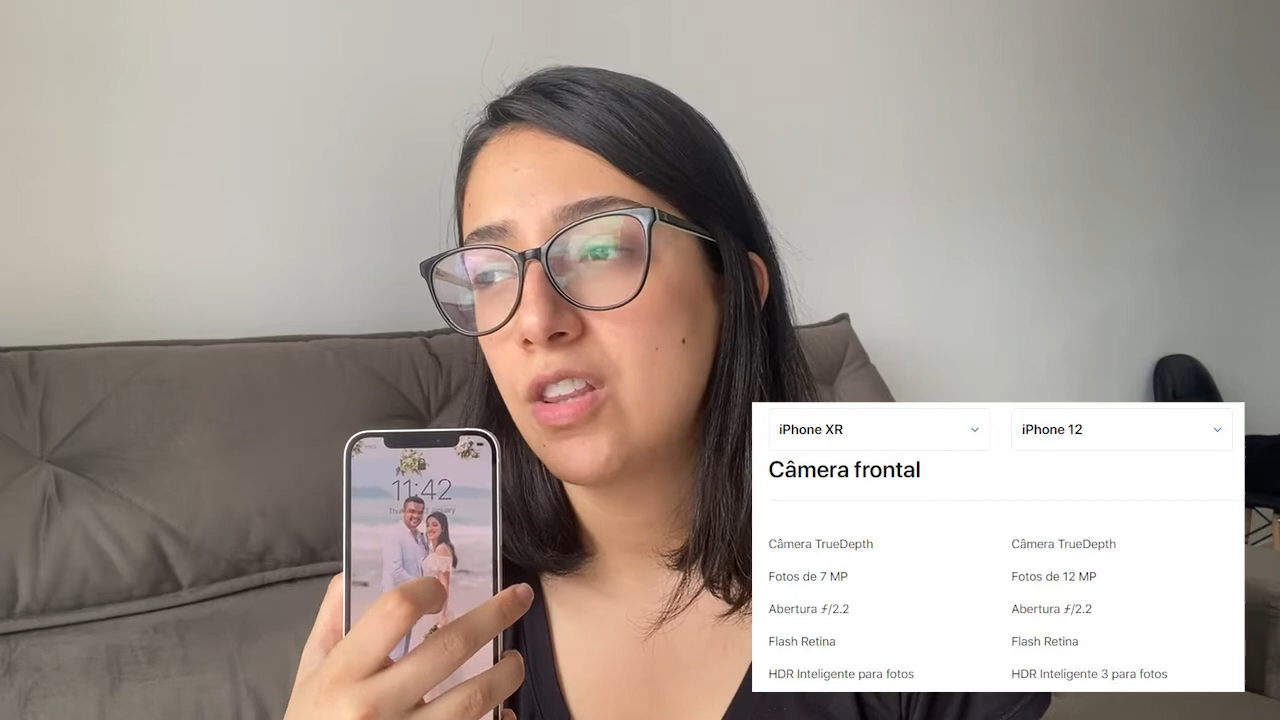 11:42
iPhone XR
iPhone 12
Câmera frontal
Câmera TrueDepth
Câmera TrueDepth
Fotos de 7 MP
Fotos de 12 MP
Abertura ƒ/2.2
Abertura ƒ/2.2
Flash Retina
Flash Retina
HDR Inteligente para fotos
HDR Inteligente 3 para fotos